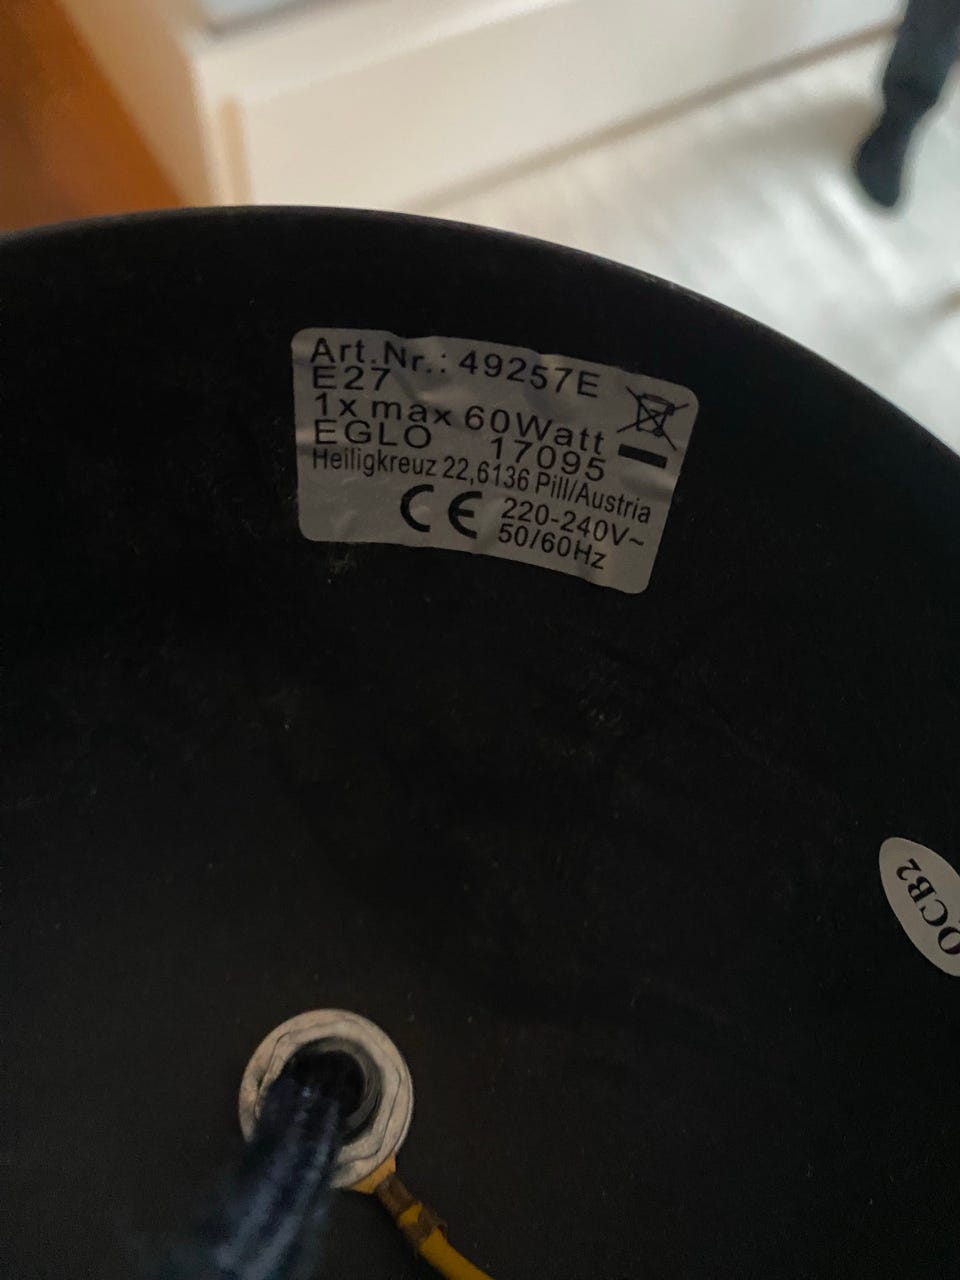 Art.Nr.: 49257E
E27
1x max 60Watt
EGLO 17095
Heiligkreuz 22,6136 Pill/Austria
CE 220-240V~
50/60Hz
QCB2